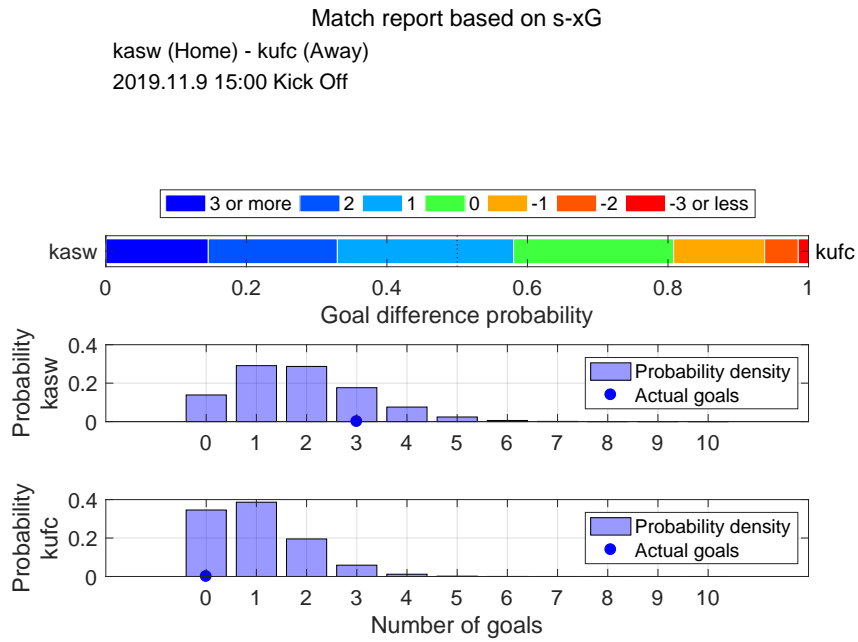 Match report based on s-xG
kasw (Home) - kufc (Away)
2019.11.9 15:00 Kick Off
3 or more 2 1 0 -1 -2 -3 or less
kasw kufc
0 0.2 0.4 0.6 0.8 1
Goal difference probability
Probability
kasw
0.4
0.2
0
Probability density
Actual goals
0 1 2 3 4 5 6 7 8 9 10
Probability
kufc
0.4
0.2
0
Probability density
Actual goals
0 1 2 3 4 5 6 7 8 9 10
Number of goals